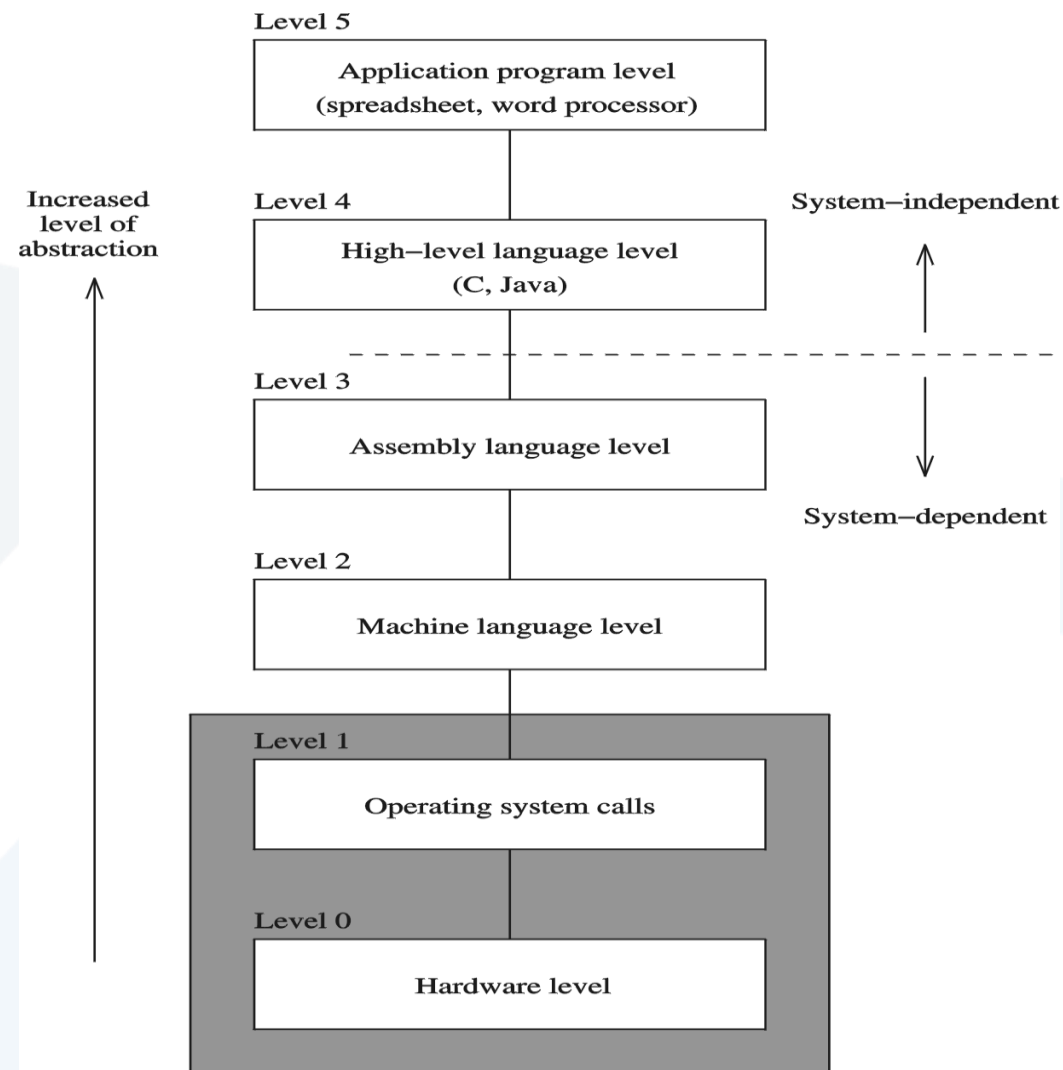 Level 5
Application program level
(spreadsheet, word processor)
Increased
level of
abstraction
Level 4
High–level language level
(C, Java)
System–independent
Level 3
Assembly language level
System–dependent
Level 2
Machine language level
Level 1
Operating system calls
Level 0
Hardware level